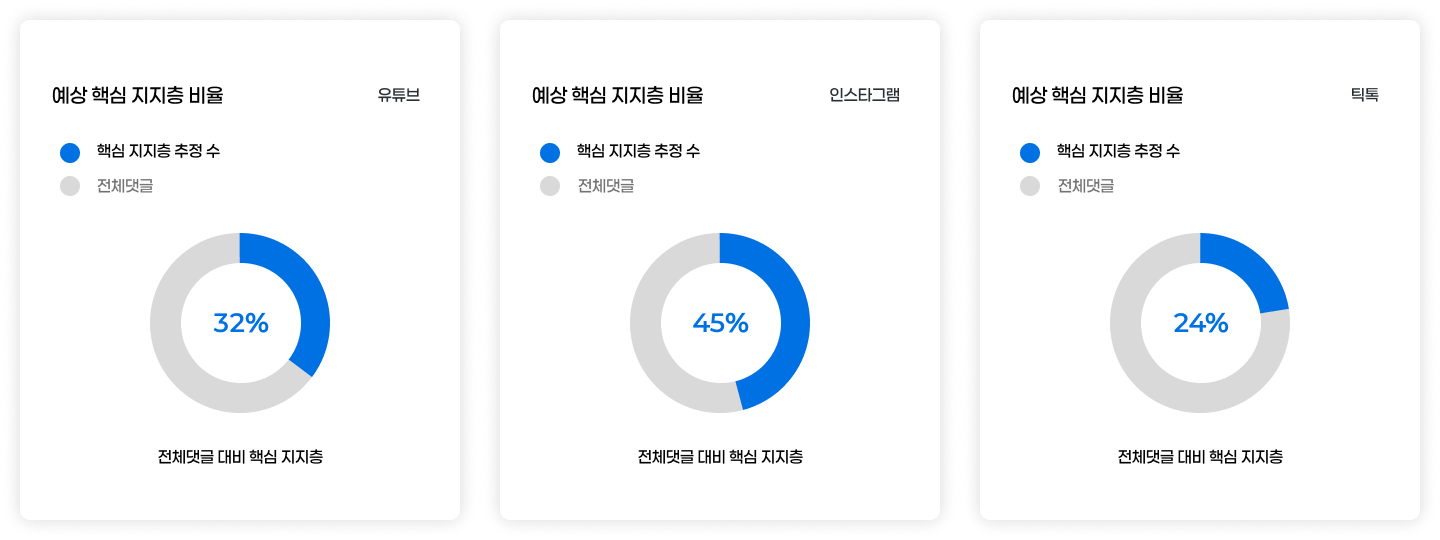 예상 핵심 지지층 비율 유튜브
핵심 지지층 추정 수
전체댓글
32%
전체댓글 대비 핵심 지지층
예상 핵심 지지층 비율 인스타그램
핵심 지지층 추정 수
전체댓글
45%
전체댓글 대비 핵심 지지층
예상 핵심 지지층 비율 틱톡
핵심 지지층 추정 수
전체댓글
24%
전체댓글 대비 핵심 지지층